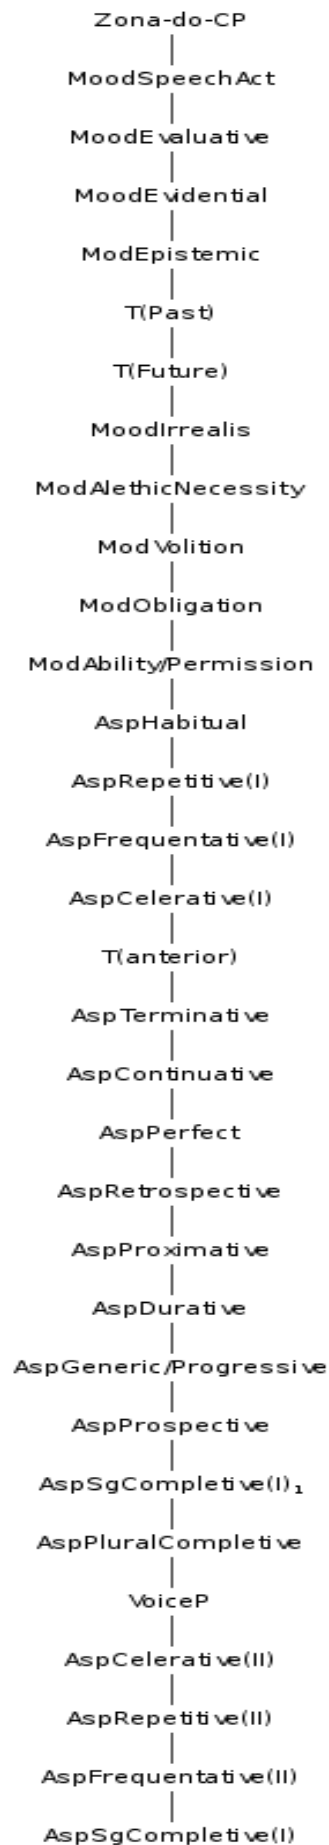 Zona-do-CP
MoodSpeechAct
MoodEvaluative
MoodEvidential
ModEpistemic
T(Past)
T(Future)
MoodIrrealis
ModAlethicNecessity
ModVolition
ModObligation
ModAbility/Permission
AspHabitual
AspRepetitive(I)
AspFrequentative(I)
AspCelerative(I)
T(anterior)
AspTerminative
AspContinuative
AspPerfect
AspRetrospective
AspProximative
AspDurative
AspGeneric/Progressive
AspProspective
AspSgCompletive(I)₁
AspPluralCompletive
VoiceP
AspCelerative(II)
AspRepetitive(II)
AspFrequentative(II)
AspSgCompletive(I)